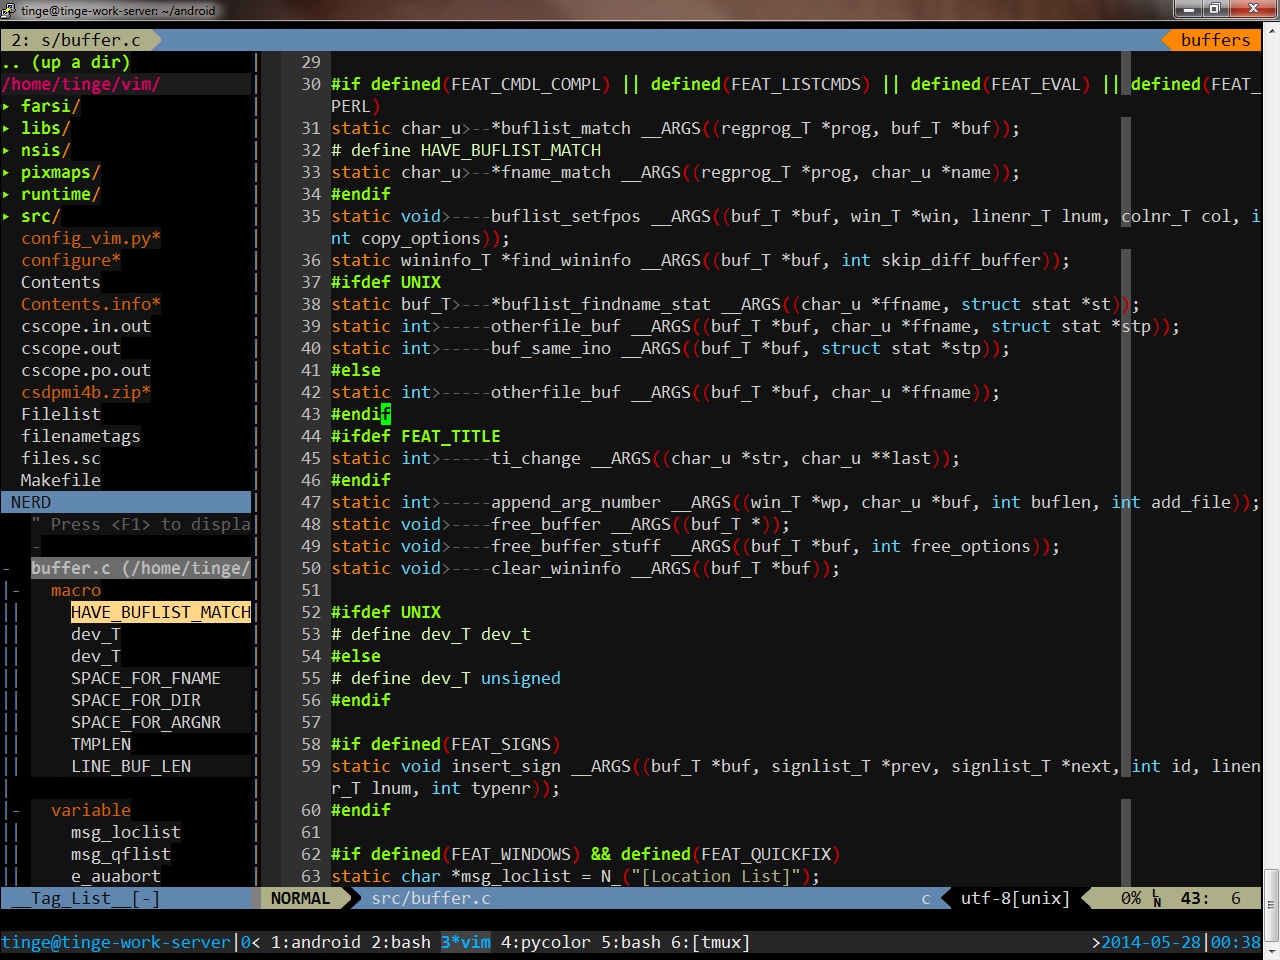 tinge@tinge-work-server: ~/android
2: s/buffer.c
buffers
.. (up a dir)
/home/tinge/vim/
▸ farsi/
▸ libs/
▸ nsis/
▸ pixmaps/
▸ runtime/
▸ src/
config_vim.py*
configure*
Contents
Contents.info*
cscope.in.out
cscope.out
cscope.po.out
csdpmi4b.zip*
Filelist
filenametags
files.sc
Makefile
NERD
" Press <F1> to displa
-
- buffer.c (/home/tinge/
|- macro
|| HAVE_BUFLIST_MATCH
|| dev_T
|| dev_T
|| SPACE_FOR_FNAME
|| SPACE_FOR_DIR
|| SPACE_FOR_ARGNR
|| TMPLEN
|| LINE_BUF_LEN
|
|- variable
|| msg_loclist
|| msg_qflist
|| e_auabort
__Tag_List__[-]
29
30 #if defined(FEAT_CMDL_COMPL) || defined(FEAT_LISTCMDS) || defined(FEAT_EVAL) || defined(FEAT_
PERL)
31 static char_u>--*buflist_match __ARGS((regprog_T *prog, buf_T *buf));
32 # define HAVE_BUFLIST_MATCH
33 static char_u>--*fname_match __ARGS((regprog_T *prog, char_u *name));
34 #endif
35 static void>----buflist_setfpos __ARGS((buf_T *buf, win_T *win, linenr_T lnum, colnr_T col, i
nt copy_options));
36 static wininfo_T *find_wininfo __ARGS((buf_T *buf, int skip_diff_buffer));
37 #ifdef UNIX
38 static buf_T>---*buflist_findname_stat __ARGS((char_u *ffname, struct stat *st));
39 static int>-----otherfile_buf __ARGS((buf_T *buf, char_u *ffname, struct stat *stp));
40 static int>-----buf_same_ino __ARGS((buf_T *buf, struct stat *stp));
41 #else
42 static int>-----otherfile_buf __ARGS((buf_T *buf, char_u *ffname));
43 #endif
44 #ifdef FEAT_TITLE
45 static int>-----ti_change __ARGS((char_u *str, char_u **last));
46 #endif
47 static int>-----append_arg_number __ARGS((win_T *wp, char_u *buf, int buflen, int add_file));
48 static void>----free_buffer __ARGS((buf_T *));
49 static void>----free_buffer_stuff __ARGS((buf_T *buf, int free_options));
50 static void>----clear_wininfo __ARGS((buf_T *buf));
51
52 #ifdef UNIX
53 # define dev_T dev_t
54 #else
55 # define dev_T unsigned
56 #endif
57
58 #if defined(FEAT_SIGNS)
59 static void insert_sign __ARGS((buf_T *buf, signlist_T *prev, signlist_T *next, int id, linen
r_T lnum, int typenr));
60 #endif
61
62 #if defined(FEAT_WINDOWS) && defined(FEAT_QUICKFIX)
63 static char *msg_loclist = N_("[Location List]");
NORMAL src/buffer.c c utf-8[unix] 0% LN 43: 6
tinge@tinge-work-server|0< 1:android 2:bash 3*vim 4:pycolor 5:bash 6:[tmux] >2014-05-28|00:38